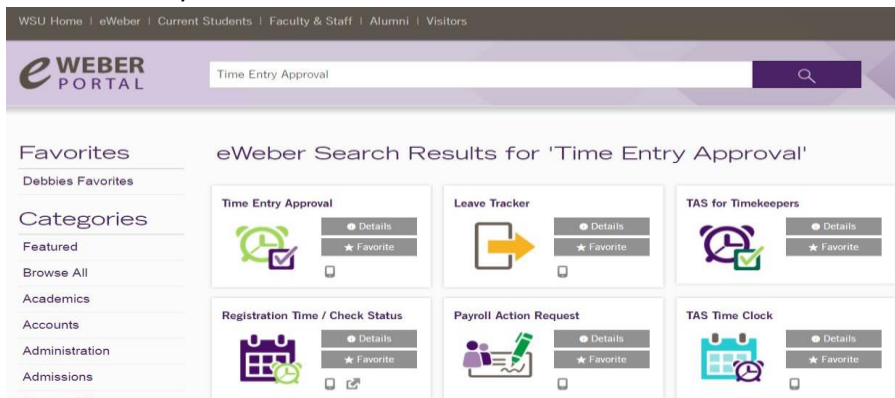 WSU Home | eWeber | Current Students | Faculty & Staff | Alumni | Visitors
eWEBER
PORTAL
Time Entry Approval
Favorites
Debbies Favorites
Categories
Featured
Browse All
Academics
Accounts
Administration
Admissions
eWeber Search Results for 'Time Entry Approval'
Time Entry Approval
Details
Favorite
Leave Tracker
Details
Favorite
TAS for Timekeepers
Details
Favorite
Registration Time / Check Status
Details
Favorite
Payroll Action Request
Details
Favorite
TAS Time Clock
Details
Favorite